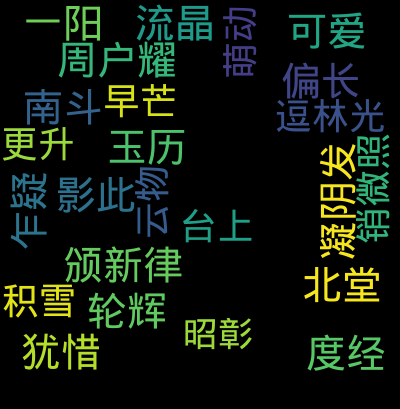 一阳
流晶
萌动
可爱
周户耀
偏长
南斗
早芒
逗林光
更升
玉历
凝阴发
销微照
乍疑
影此
云物
台上
颁新律
北堂
积雪
轮辉
犹惜
昭彰
度经